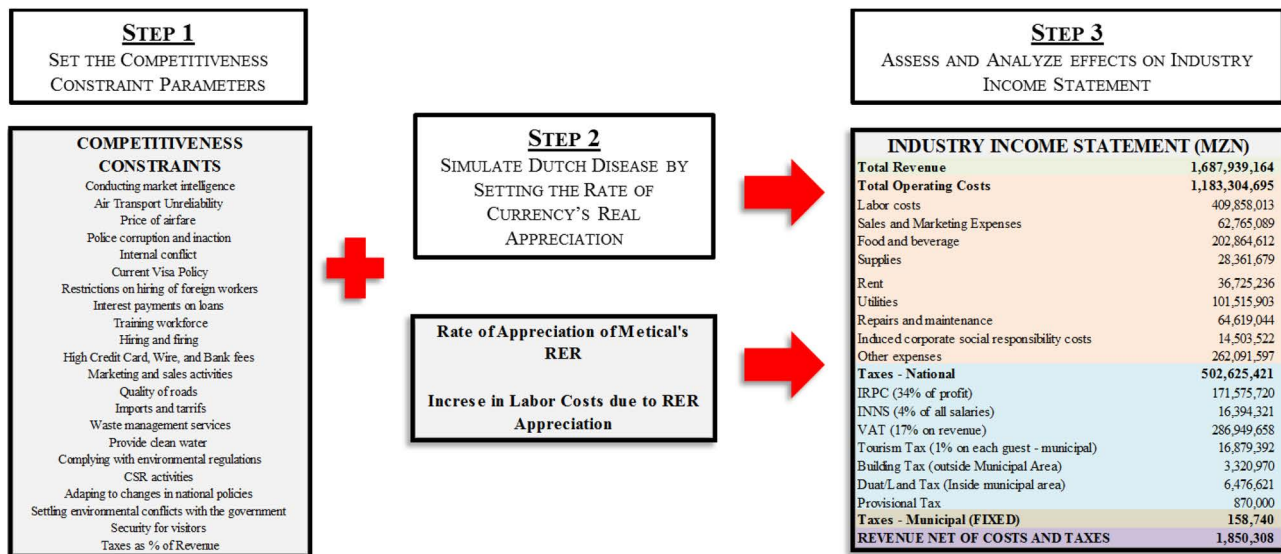 STEP 1
SET THE COMPETITIVENESS
CONSTRAINT PARAMETERS
COMPETITIVENESS
CONSTRAINTS
Conducting market intelligence
Air Transport Unreliability
Price of airfare
Police corruption and inaction
Internal conflict
Current Visa Policy
Restrictions on hiring of foreign workers
Interest payments on loans
Training workforce
Hiring and firing
High Credit Card, Wire, and Bank fees
Marketing and sales activities
Quality of roads
Imports and tarrifs
Waste management services
Provide clean water
Complying with environmental regulations
CSR activities
Adaping to changes in national policies
Settling environmental conflicts with the government
Security for visitors
Taxes as % of Revenue
STEP 2
SIMULATE DUTCH DISEASE BY
SETTING THE RATE OF
CURRENCY'S REAL
APPRECIATION
Rate of Appreciation of Metical's
RER
Increse in Labor Costs due to RER
Appreciation
STEP 3
ASSESS AND ANALYZE EFFECTS ON INDUSTRY
INCOME STATEMENT
INDUSTRY INCOME STATEMENT (MZN)
Total Revenue 1,687,939,164
Total Operating Costs 1,183,304,695
Labor costs 409,858,013
Sales and Marketing Expenses 62,765,089
Food and beverage 202,864,612
Supplies 28,361,679
Rent 36,725,236
Utilities 101,515,903
Repairs and maintenance 64,619,044
Induced corporate social responsibility costs 14,503,522
Other expenses 262,091,597
Taxes - National 502,625,421
IRPC (34% of profit) 171,575,720
INNS (4% of all salaries) 16,394,321
VAT (17% on revenue) 286,949,658
Tourism Tax (1% on each guest - municipal) 16,879,392
Building Tax (outside Municipal Area) 3,320,970
Duat/Land Tax (Inside municipal area) 6,476,621
Provisional Tax 870,000
Taxes - Municipal (FIXED) 158,740
REVENUE NET OF COSTS AND TAXES 1,850,308